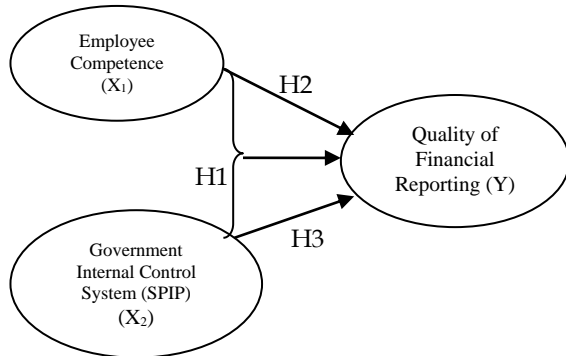 Employee
Competence
(X₁)
H2
Quality of
Financial
Reporting (Y)
H1
H3
Government
Internal Control
System (SPIP)
(X₂)